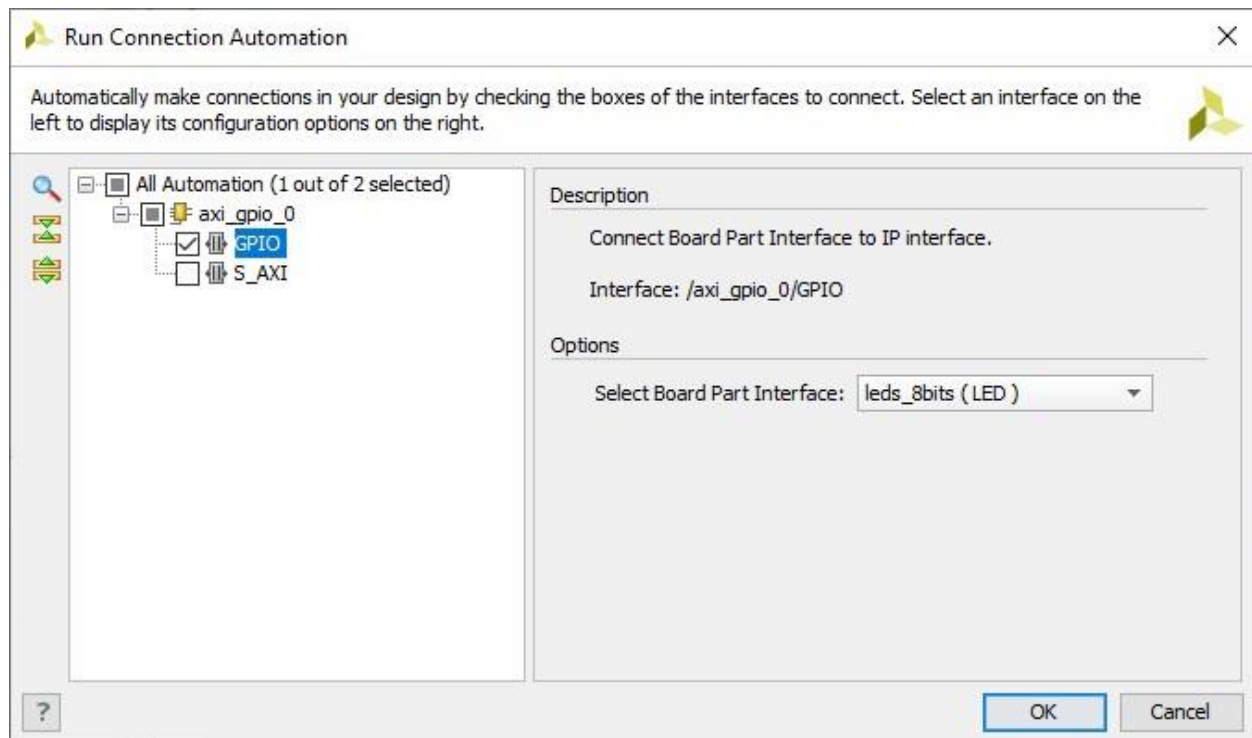 Run Connection Automation
Automatically make connections in your design by checking the boxes of the interfaces to connect. Select an interface on the
left to display its configuration options on the right.
All Automation (1 out of 2 selected)
axi_gpio_0
GPIO
S_AXI
Description
Connect Board Part Interface to IP interface.
Interface: /axi_gpio_0/GPIO
Options
Select Board Part Interface: leds_8bits ( LED )
?
OK
Cancel